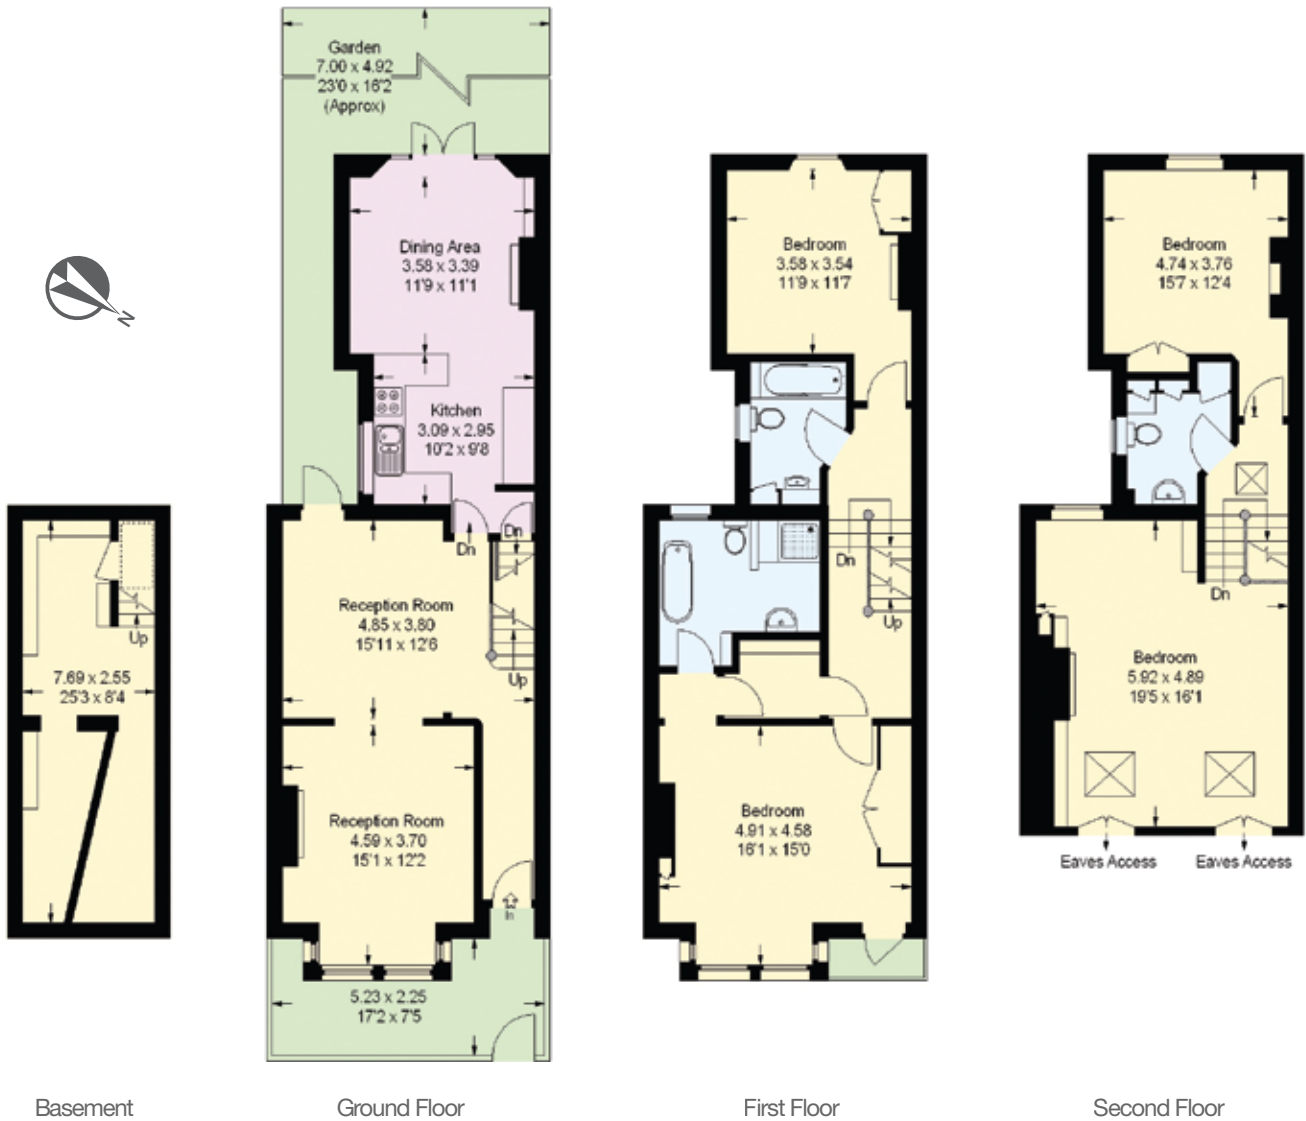 Garden
7.00 x 4.92
23'0 x 16'2
(Approx)
Dining Area
3.58 x 3.39
11'9 x 11'1
Kitchen
3.09 x 2.95
10'2 x 9'8
Dn
Dn
Reception Room
4.85 x 3.80
15'11 x 12'6
Up
Reception Room
4.59 x 3.70
15'1 x 12'2
In
5.23 x 2.25
17'2 x 7'5
N
Up
7.69 x 2.55
25'3 x 8'4
Bedroom
3.58 x 3.54
11'9 x 11'7
Dn
Up
Bedroom
4.91 x 4.58
16'1 x 15'0
Bedroom
4.74 x 3.76
15'7 x 12'4
Dn
Bedroom
5.92 x 4.89
19'5 x 16'1
Eaves Access
Eaves Access
Basement
Ground Floor
First Floor
Second Floor